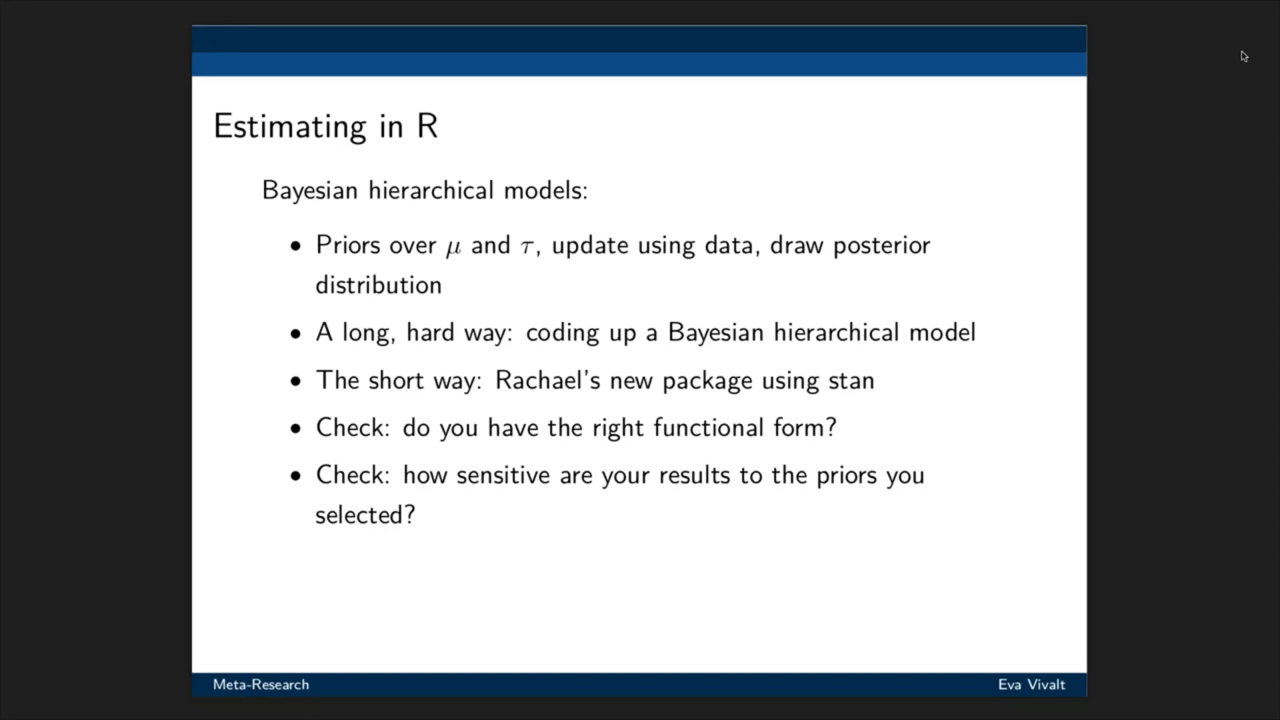 Estimating in R
Bayesian hierarchical models:
• Priors over μ and τ, update using data, draw posterior
distribution
• A long, hard way: coding up a Bayesian hierarchical model
• The short way: Rachael's new package using stan
• Check: do you have the right functional form?
• Check: how sensitive are your results to the priors you
selected?
Meta-Research
Eva Vivalt